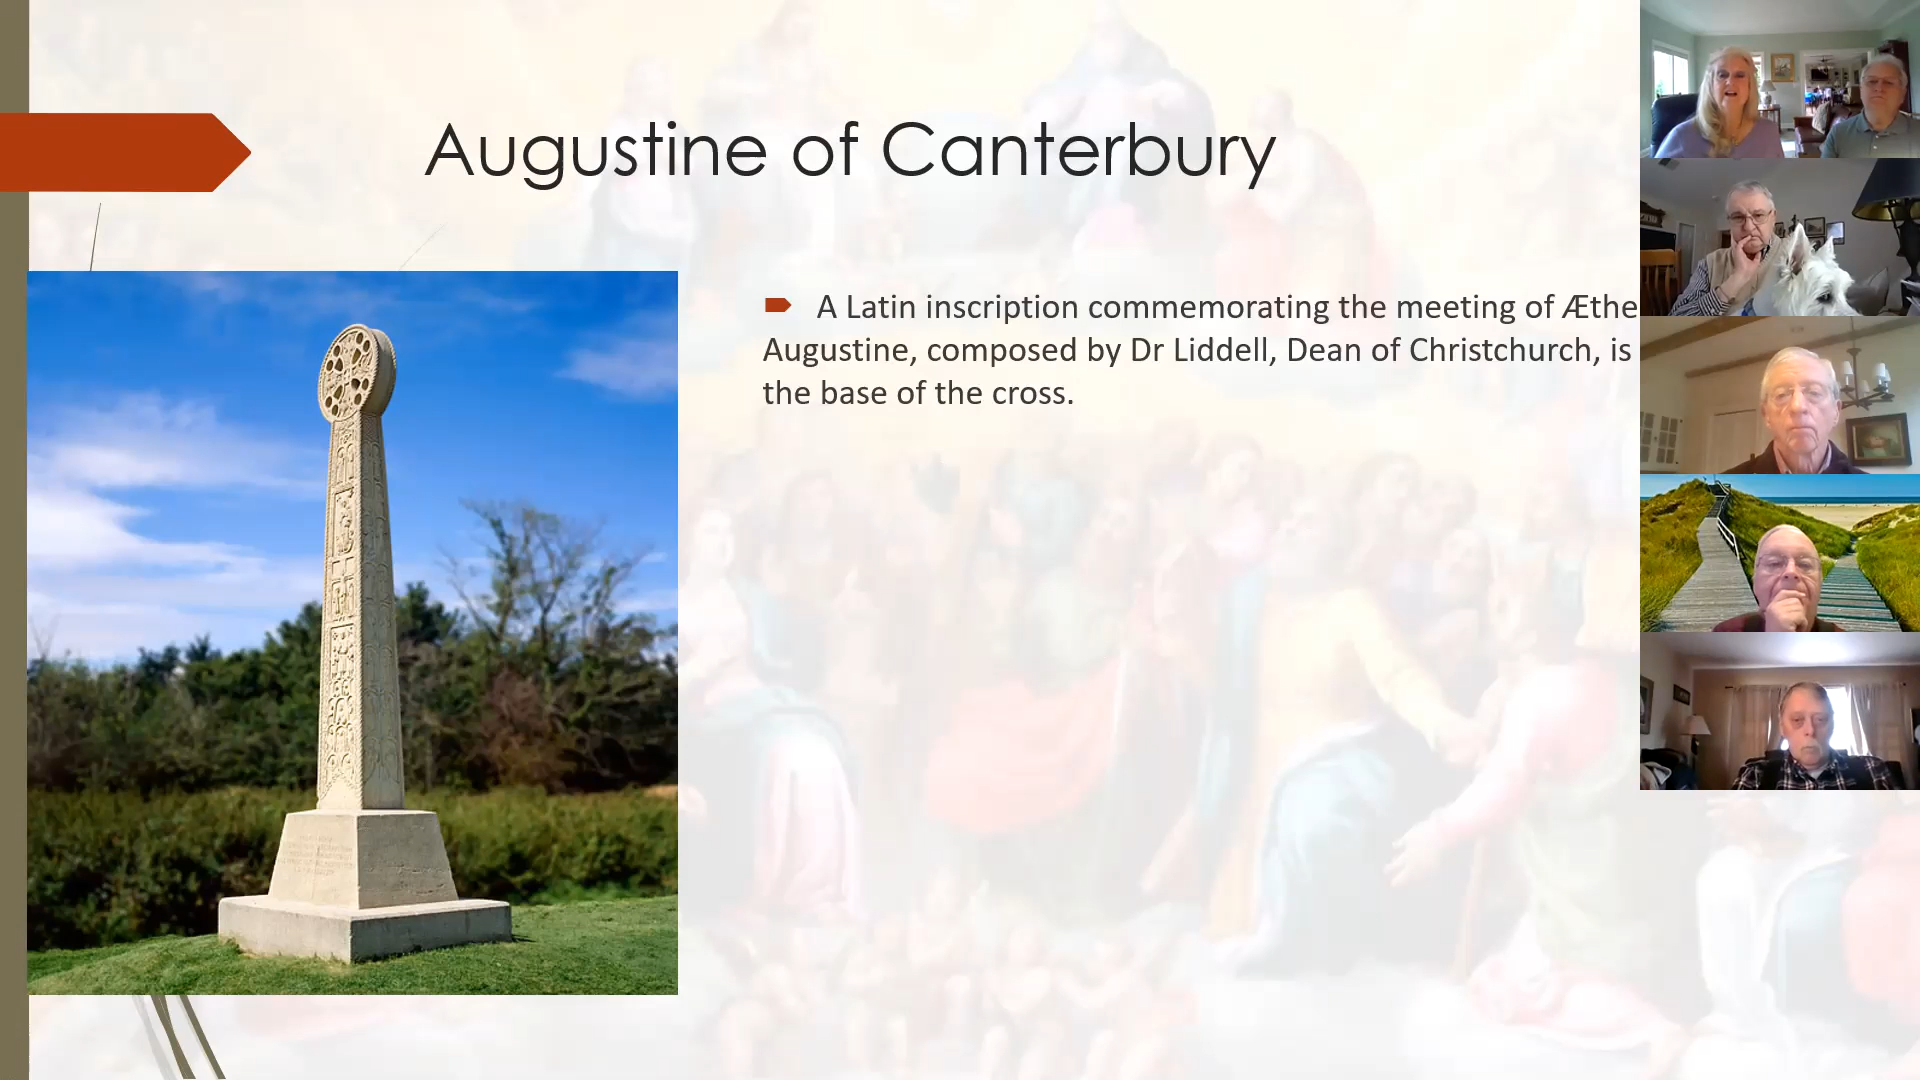 Augustine of Canterbury
A Latin inscription commemorating the meeting of Æthe
Augustine, composed by Dr Liddell, Dean of Christchurch, is
the base of the cross.